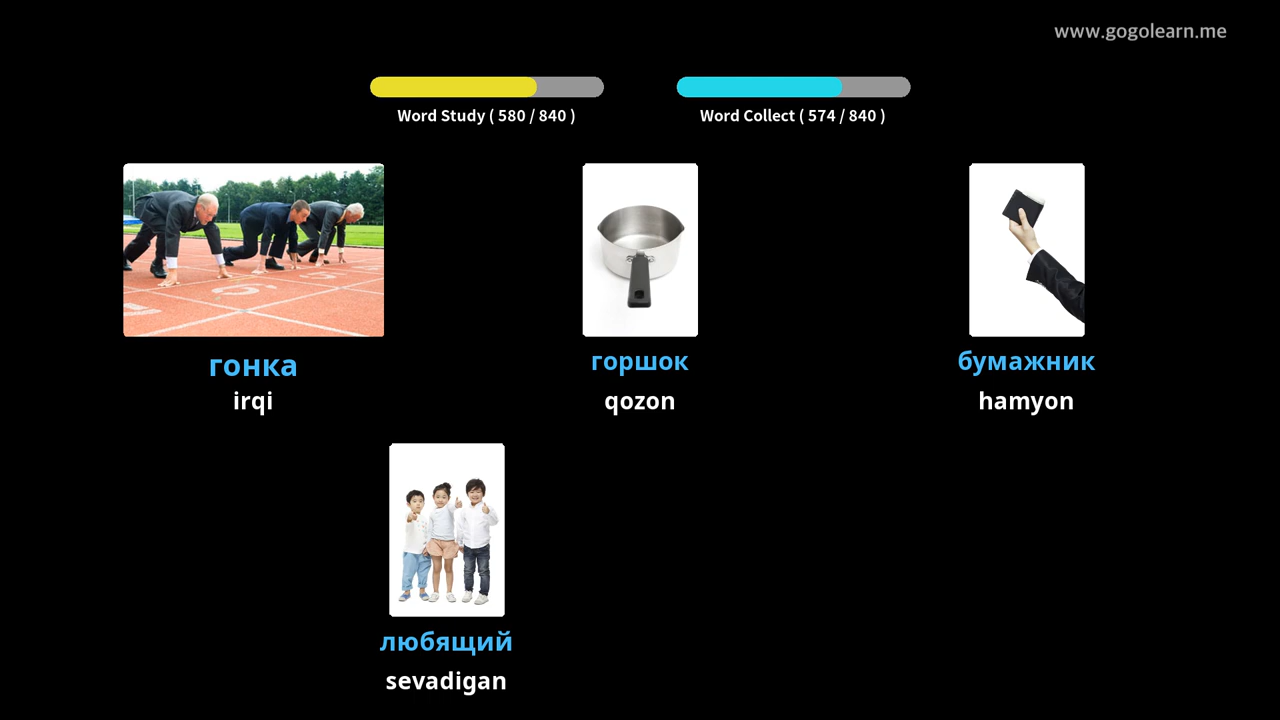 www.gogolearn.me
Word Study ( 580 / 840 )
Word Collect ( 574 / 840 )
гонка
irqi
горшок
qozon
бумажник
hamyon
любящий
sevadigan